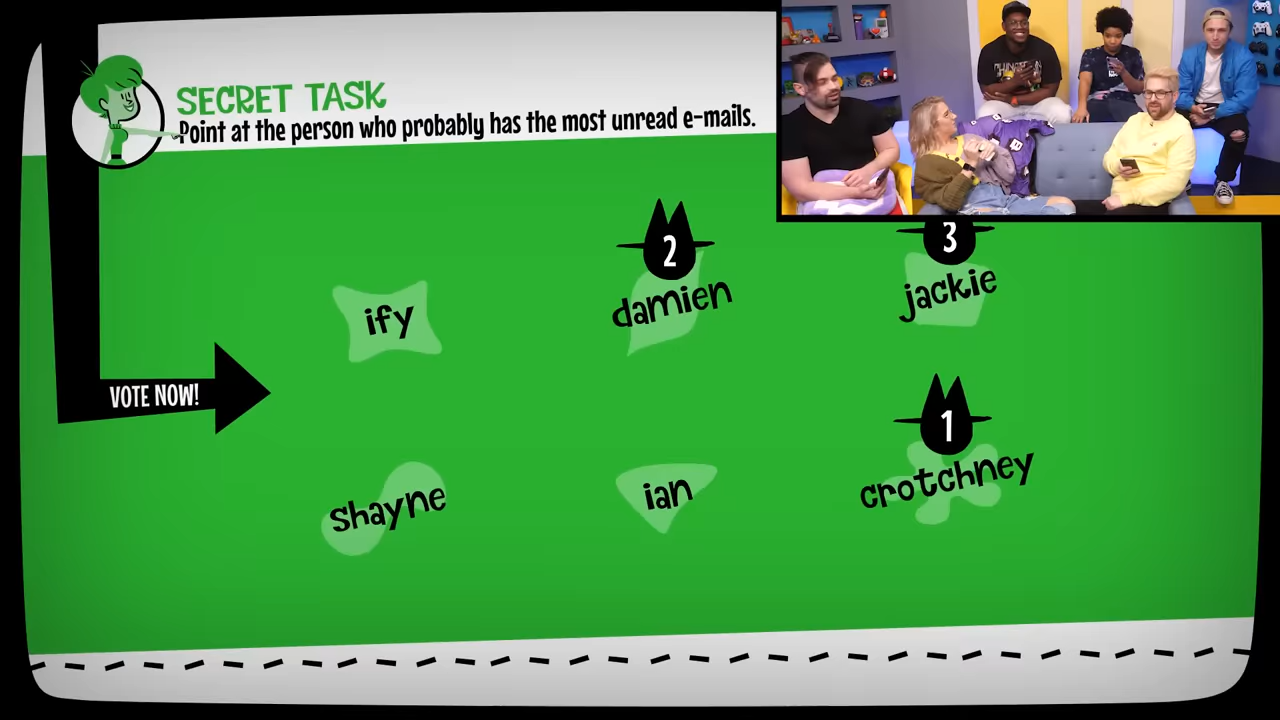 SECRET TASK
Point at the person who probably has the most unread e-mails.
2
3
ify
damien
jackie
VOTE NOW!
1
shayne
ian
crotchney